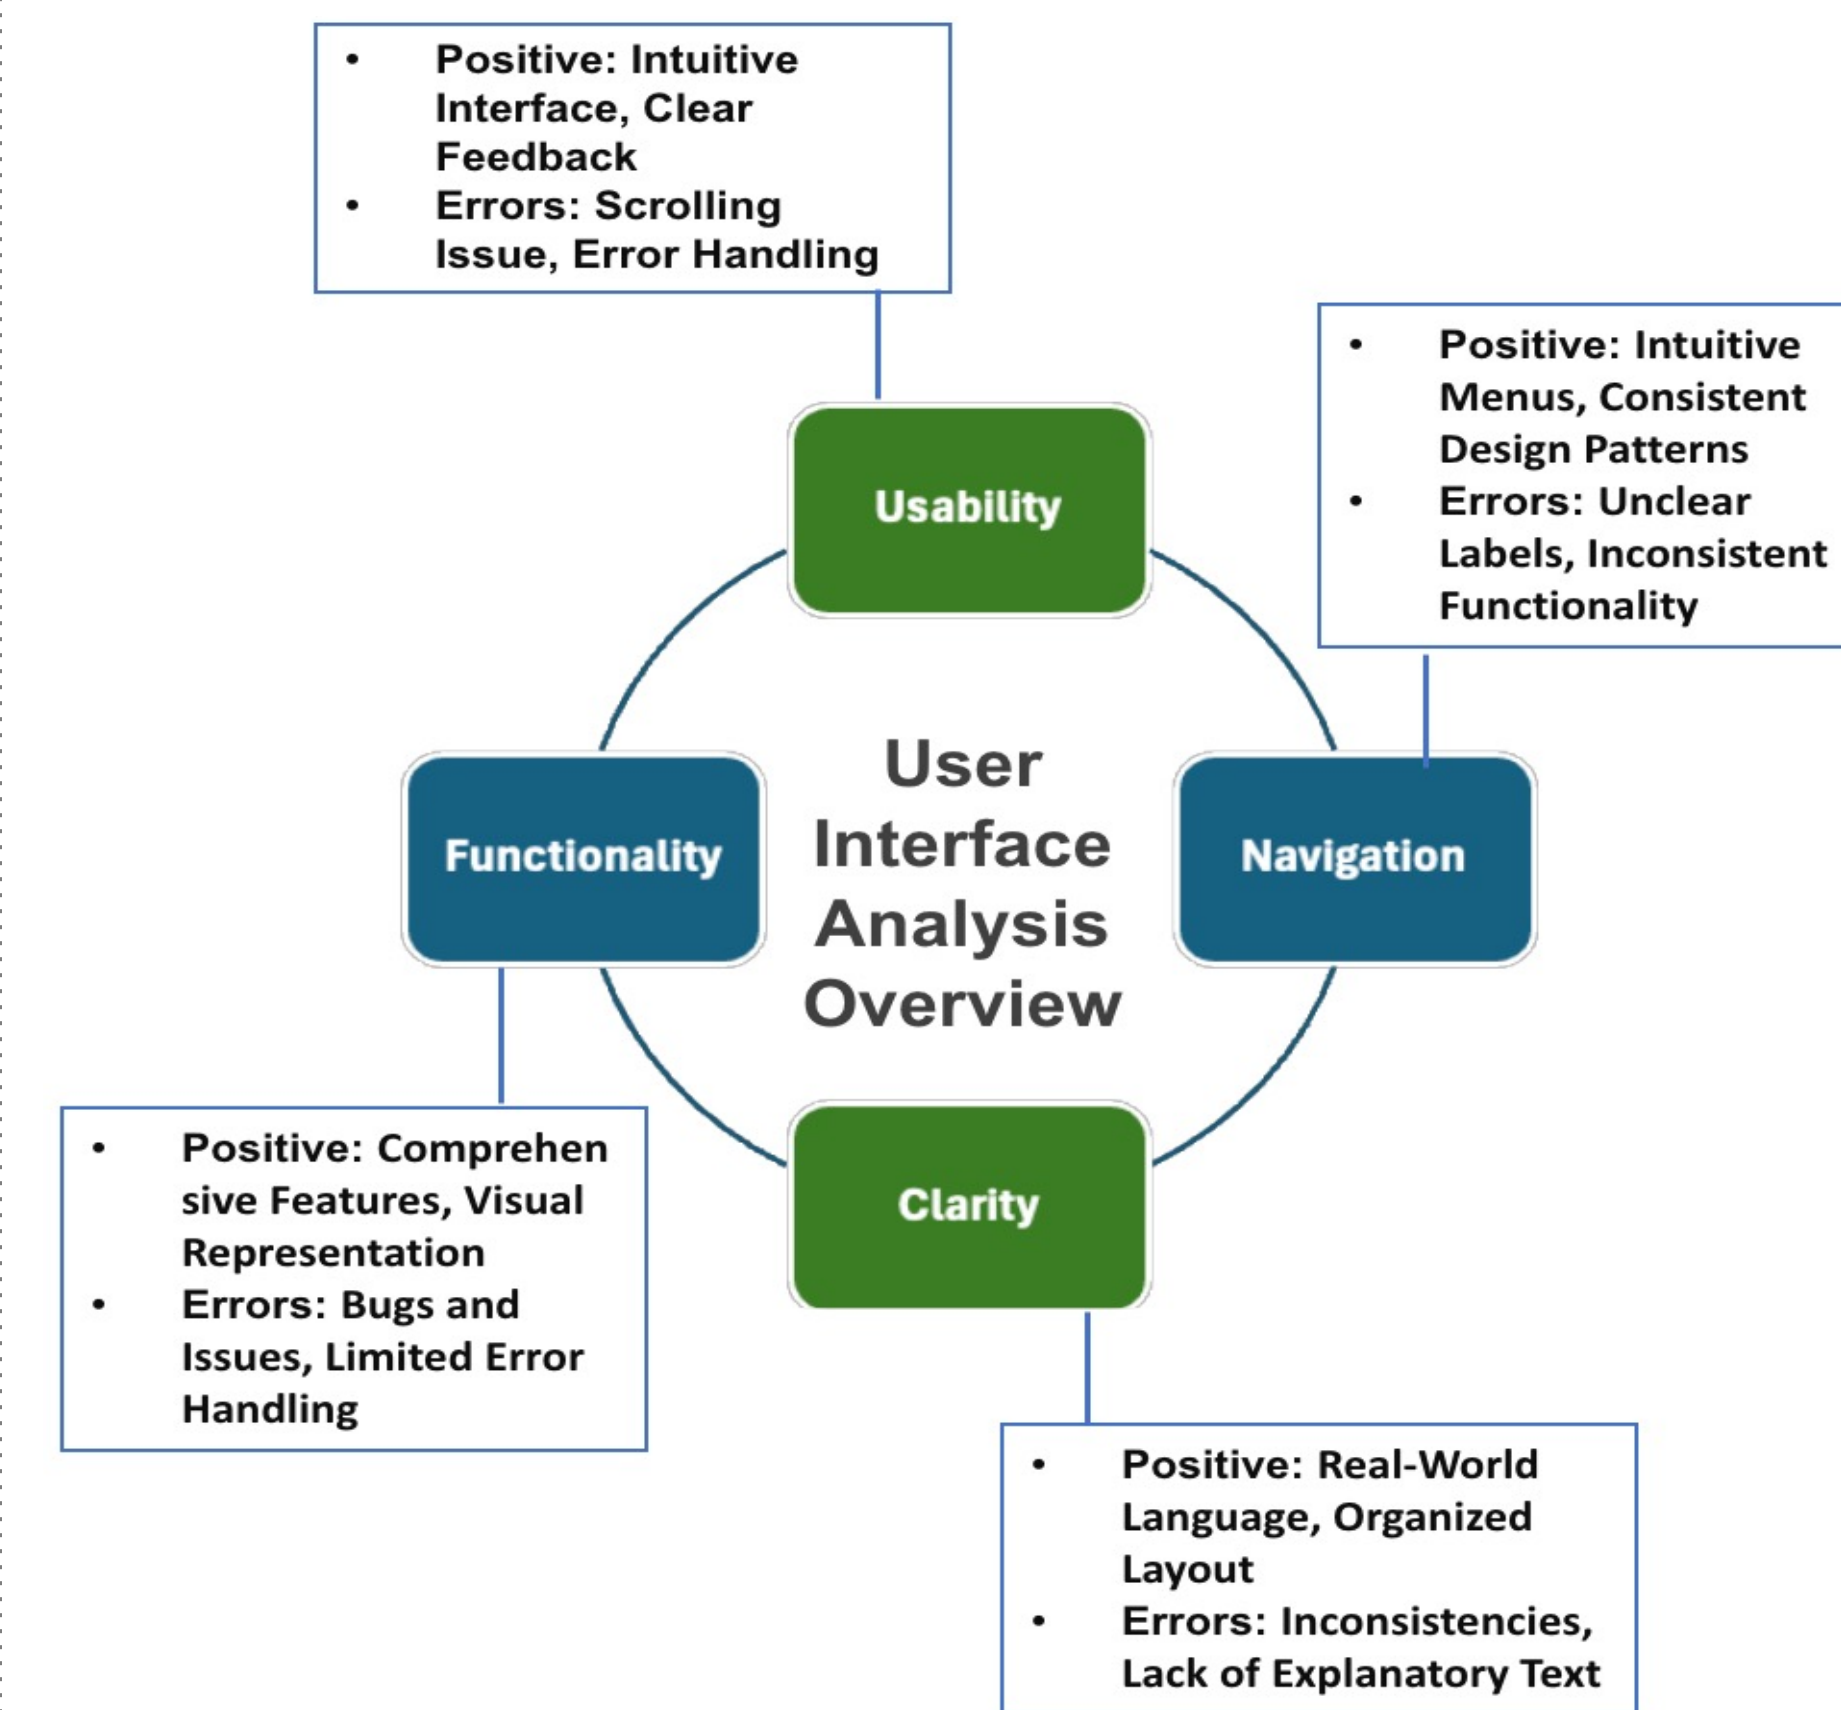 • Positive: Intuitive
Interface, Clear
Feedback
• Errors: Scrolling
Issue, Error Handling
• Positive: Intuitive
Menus, Consistent
Design Patterns
• Errors: Unclear
Labels, Inconsistent
Functionality
Usability
Functionality
User
Interface
Analysis
Overview
Navigation
Clarity
• Positive: Comprehen
sive Features, Visual
Representation
• Errors: Bugs and
Issues, Limited Error
Handling
• Positive: Real-World
Language, Organized
Layout
• Errors: Inconsistencies,
Lack of Explanatory Text